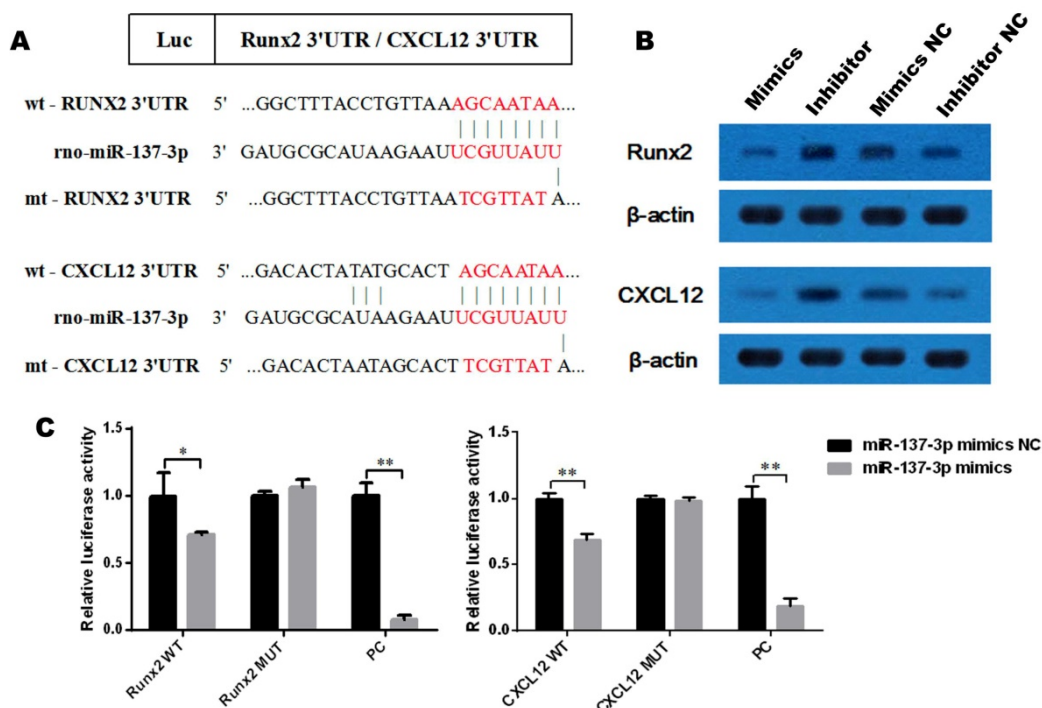 A
Luc Runx2 3'UTR / CXCL12 3'UTR
wt - RUNX2 3'UTR 5' ...GGCTTTACCTGTTAAAGCAATAA...
rno-miR-137-3p 3' GAUGCGCAUAAGAAUUCGUUAUU
mt - RUNX2 3'UTR 5' ...GGCTTTACCTGTTAATCGTTAT A...
wt - CXCL12 3'UTR 5' ...GACACTATATGCACT AGCAATAA...
rno-miR-137-3p 3' GAUGCGCAUAAGAAUUCGUUAUU
mt - CXCL12 3'UTR 5' ...GACACTAATAGCACT TCGTTAT A...
B
Mimics Inhibitor Mimics NC Inhibitor NC
Runx2
β-actin
CXCL12
β-actin
C
Relative luciferase activity
1.5
1.0
0.5
0.0
* **
Runx2 WT Runx2 MUT PC
Relative luciferase activity
1.5
1.0
0.5
0.0
** **
CXCL12 WT CXCL12 MUT PC
miR-137-3p mimics NC
miR-137-3p mimics